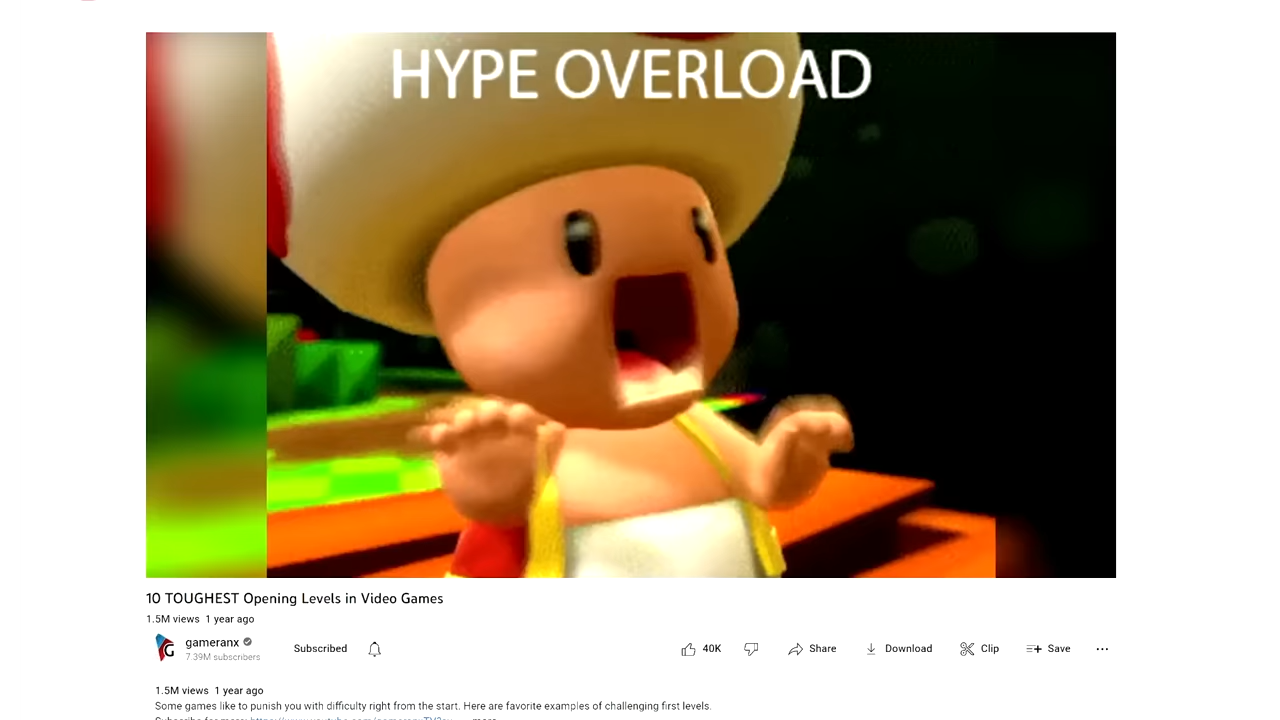 HYPE OVERLOAD
10 TOUGHEST Opening Levels in Video Games
1.5M views 1 year ago
gameranx
7.39M subscribers
Subscribed
40K
Share
Download
Clip
Save
1.5M views 1 year ago
Some games like to punish you with difficulty right from the start. Here are favorite examples of challenging first levels.